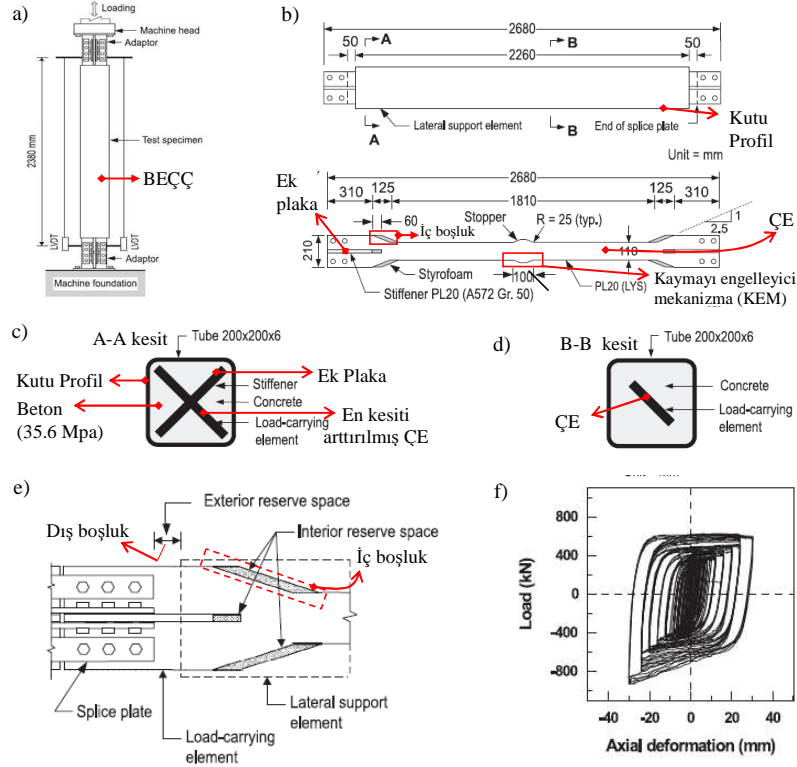 a)
Loading
Machine head
Adaptor
2380 mm
Test specimen
BEÇÇ
LVDT
LVDT
Adaptor
Machine foundation
b)
2680
50
A
2260
B
50
Lateral support element
A
B
End of splice plate
Kutu
Profil
Unit = mm
2680
Ek
plaka
310
125
1810
125
310
60
İç boşluk
Stopper
R = 25 (typ.)
1
2.5
210
110
ÇE
Styrofoam
Stiffener PL20 (A572 Gr. 50)
100
PL20 (LYS)
Kaymayı engelleyici
mekanizma (KEM)
c)
A-A kesit
Tube 200x200x6
Kutu Profil
Beton
(35.6 Mpa)
Ek Plaka
Stiffener
Concrete
Load-carrying
element
En kesiti
arttırılmış ÇE
d)
B-B kesit
Tube 200x200x6
Concrete
Load-carrying
element
ÇE
e)
Exterior reserve space
Dış boşluk
Interior reserve space
İç boşluk
Splice plate
Load-carrying
element
Lateral support
element
f)
800
400
0
-400
-800
Load (kN)
-40 -20 0 20 40
Axial deformation (mm)